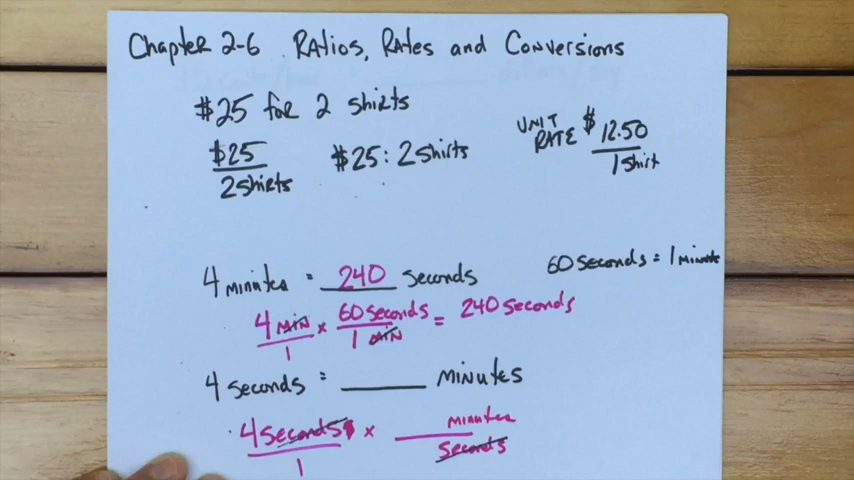 Chapter 2-6 Ratios, Rates and Conversions
$25 for 2 shirts
$25 / 2 shirts $25 : 2 shirts UNIT RATE $12.50 / 1 shirt
60 seconds = 1 minute
4 minutes = 240 seconds
4 min / 1 x 60 seconds / 1 min = 240 seconds
4 seconds = ______ minutes
4 seconds / 1 x ______ minutes / seconds